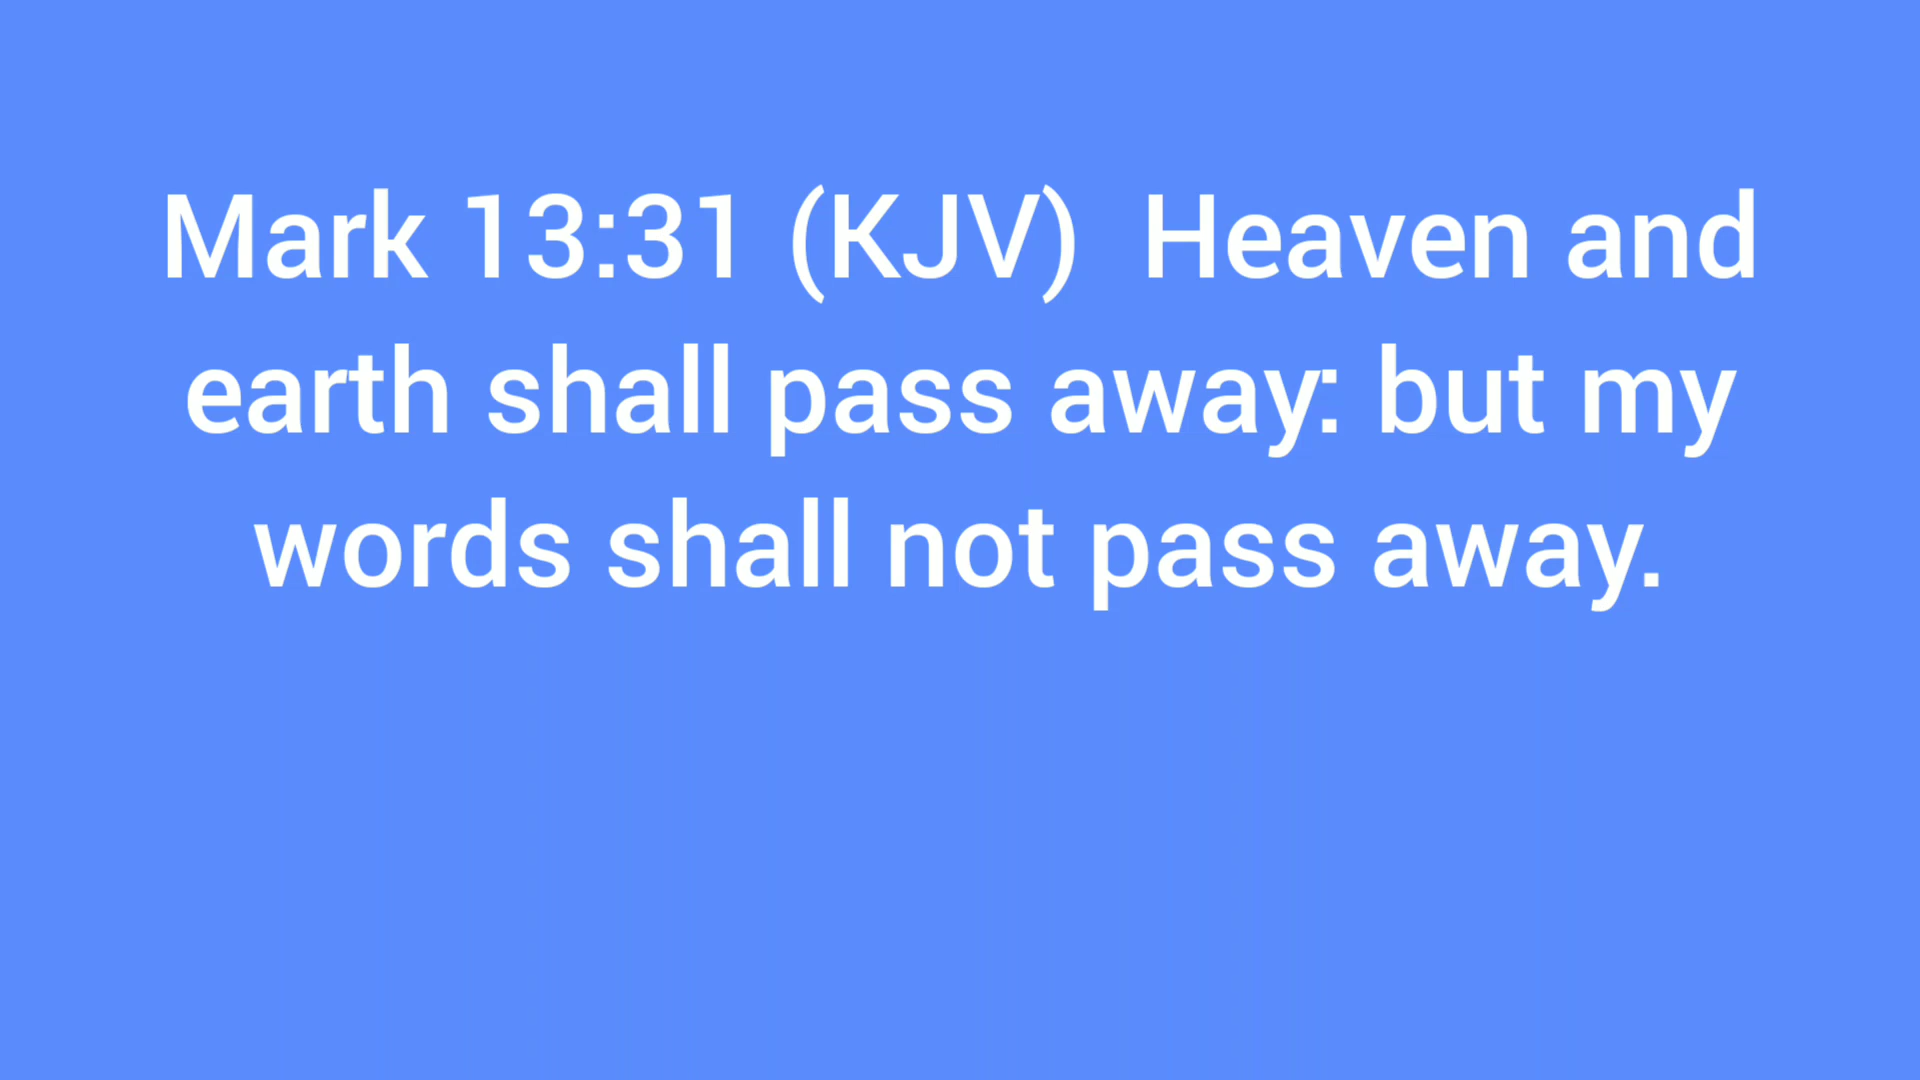 Mark 13:31 (KJV)  Heaven and
earth shall pass away: but my
words shall not pass away.